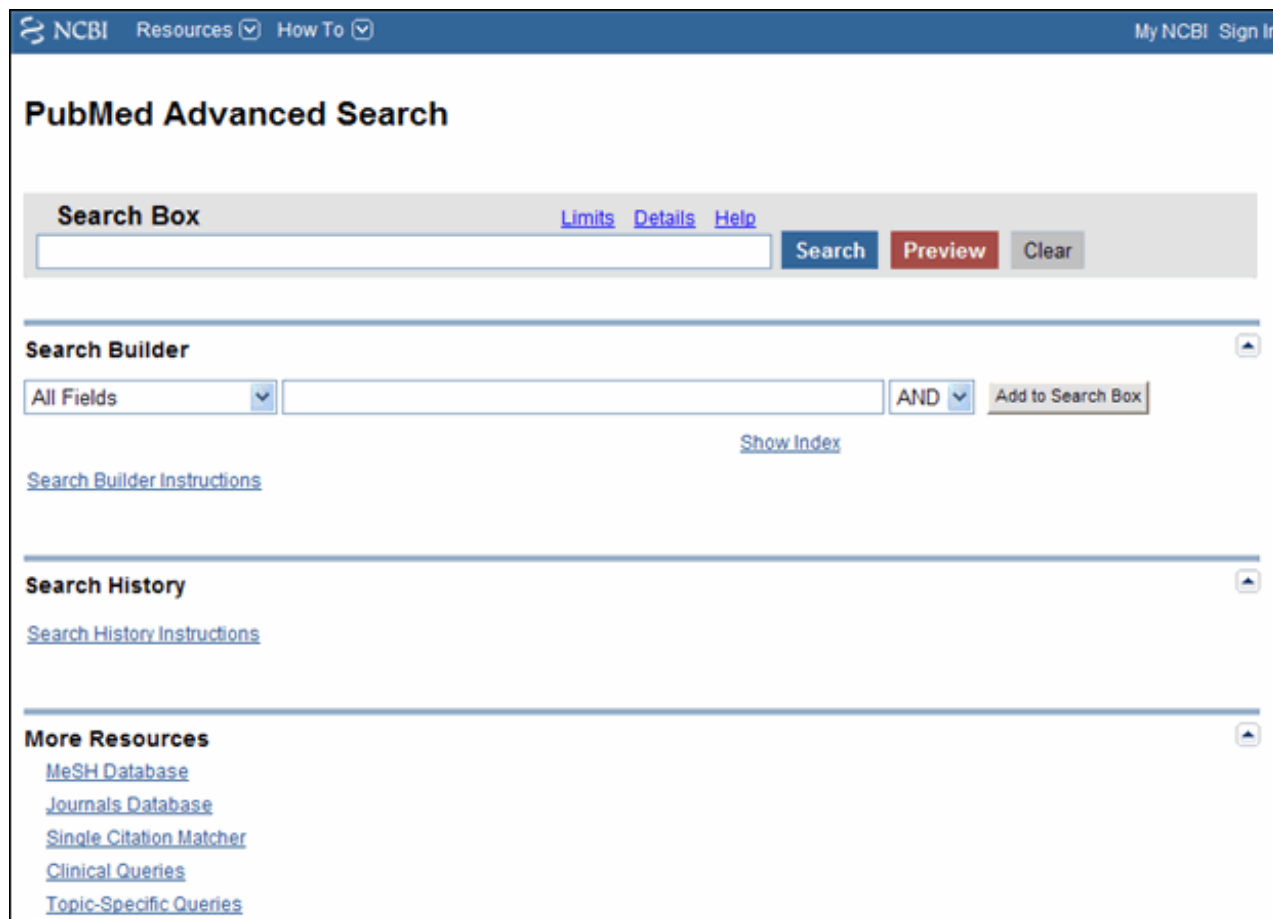 NCBI Resources How To My NCBI Sign In
PubMed Advanced Search
Search Box Limits Details Help
Search Preview Clear
Search Builder
All Fields AND Add to Search Box
Show Index
Search Builder Instructions
Search History
Search History Instructions
More Resources
MeSH Database
Journals Database
Single Citation Matcher
Clinical Queries
Topic-Specific Queries